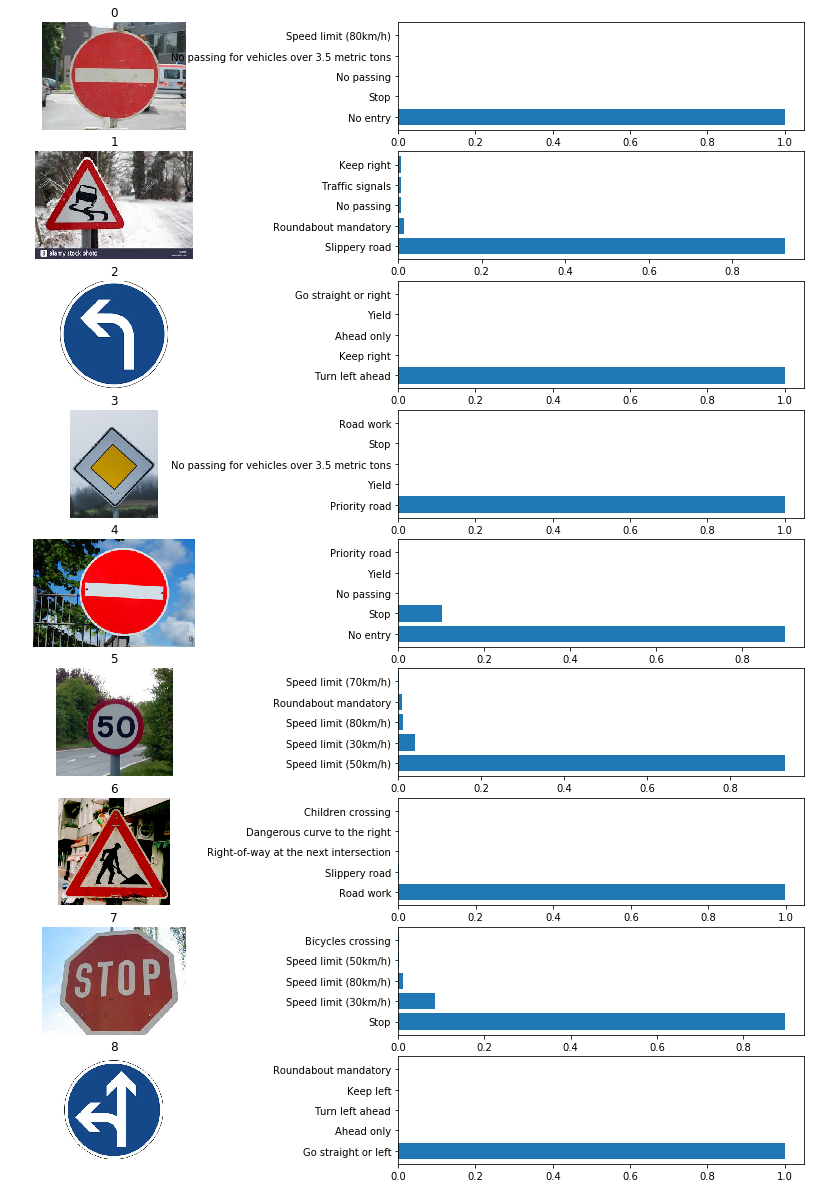 0
Speed limit (80km/h)
No passing for vehicles over 3.5 metric tons
No passing
Stop
No entry
0.0 0.2 0.4 0.6 0.8 1.0
1
Keep right
Traffic signals
No passing
Roundabout mandatory
Slippery road
alamy stock photo
0.0 0.2 0.4 0.6 0.8
2
Go straight or right
Yield
Ahead only
Keep right
Turn left ahead
0.0 0.2 0.4 0.6 0.8 1.0
3
Road work
Stop
No passing for vehicles over 3.5 metric tons
Yield
Priority road
0.0 0.2 0.4 0.6 0.8 1.0
4
Priority road
Yield
No passing
Stop
No entry
0.0 0.2 0.4 0.6 0.8
5
Speed limit (70km/h)
Roundabout mandatory
50
Speed limit (80km/h)
Speed limit (30km/h)
Speed limit (50km/h)
0.0 0.2 0.4 0.6 0.8
6
Children crossing
Dangerous curve to the right
Right-of-way at the next intersection
Slippery road
Road work
0.0 0.2 0.4 0.6 0.8 1.0
7
Bicycles crossing
Speed limit (50km/h)
STOP
Speed limit (80km/h)
Speed limit (30km/h)
Stop
0.0 0.2 0.4 0.6 0.8
8
Roundabout mandatory
Keep left
Turn left ahead
Ahead only
Go straight or left
0.0 0.2 0.4 0.6 0.8 1.0